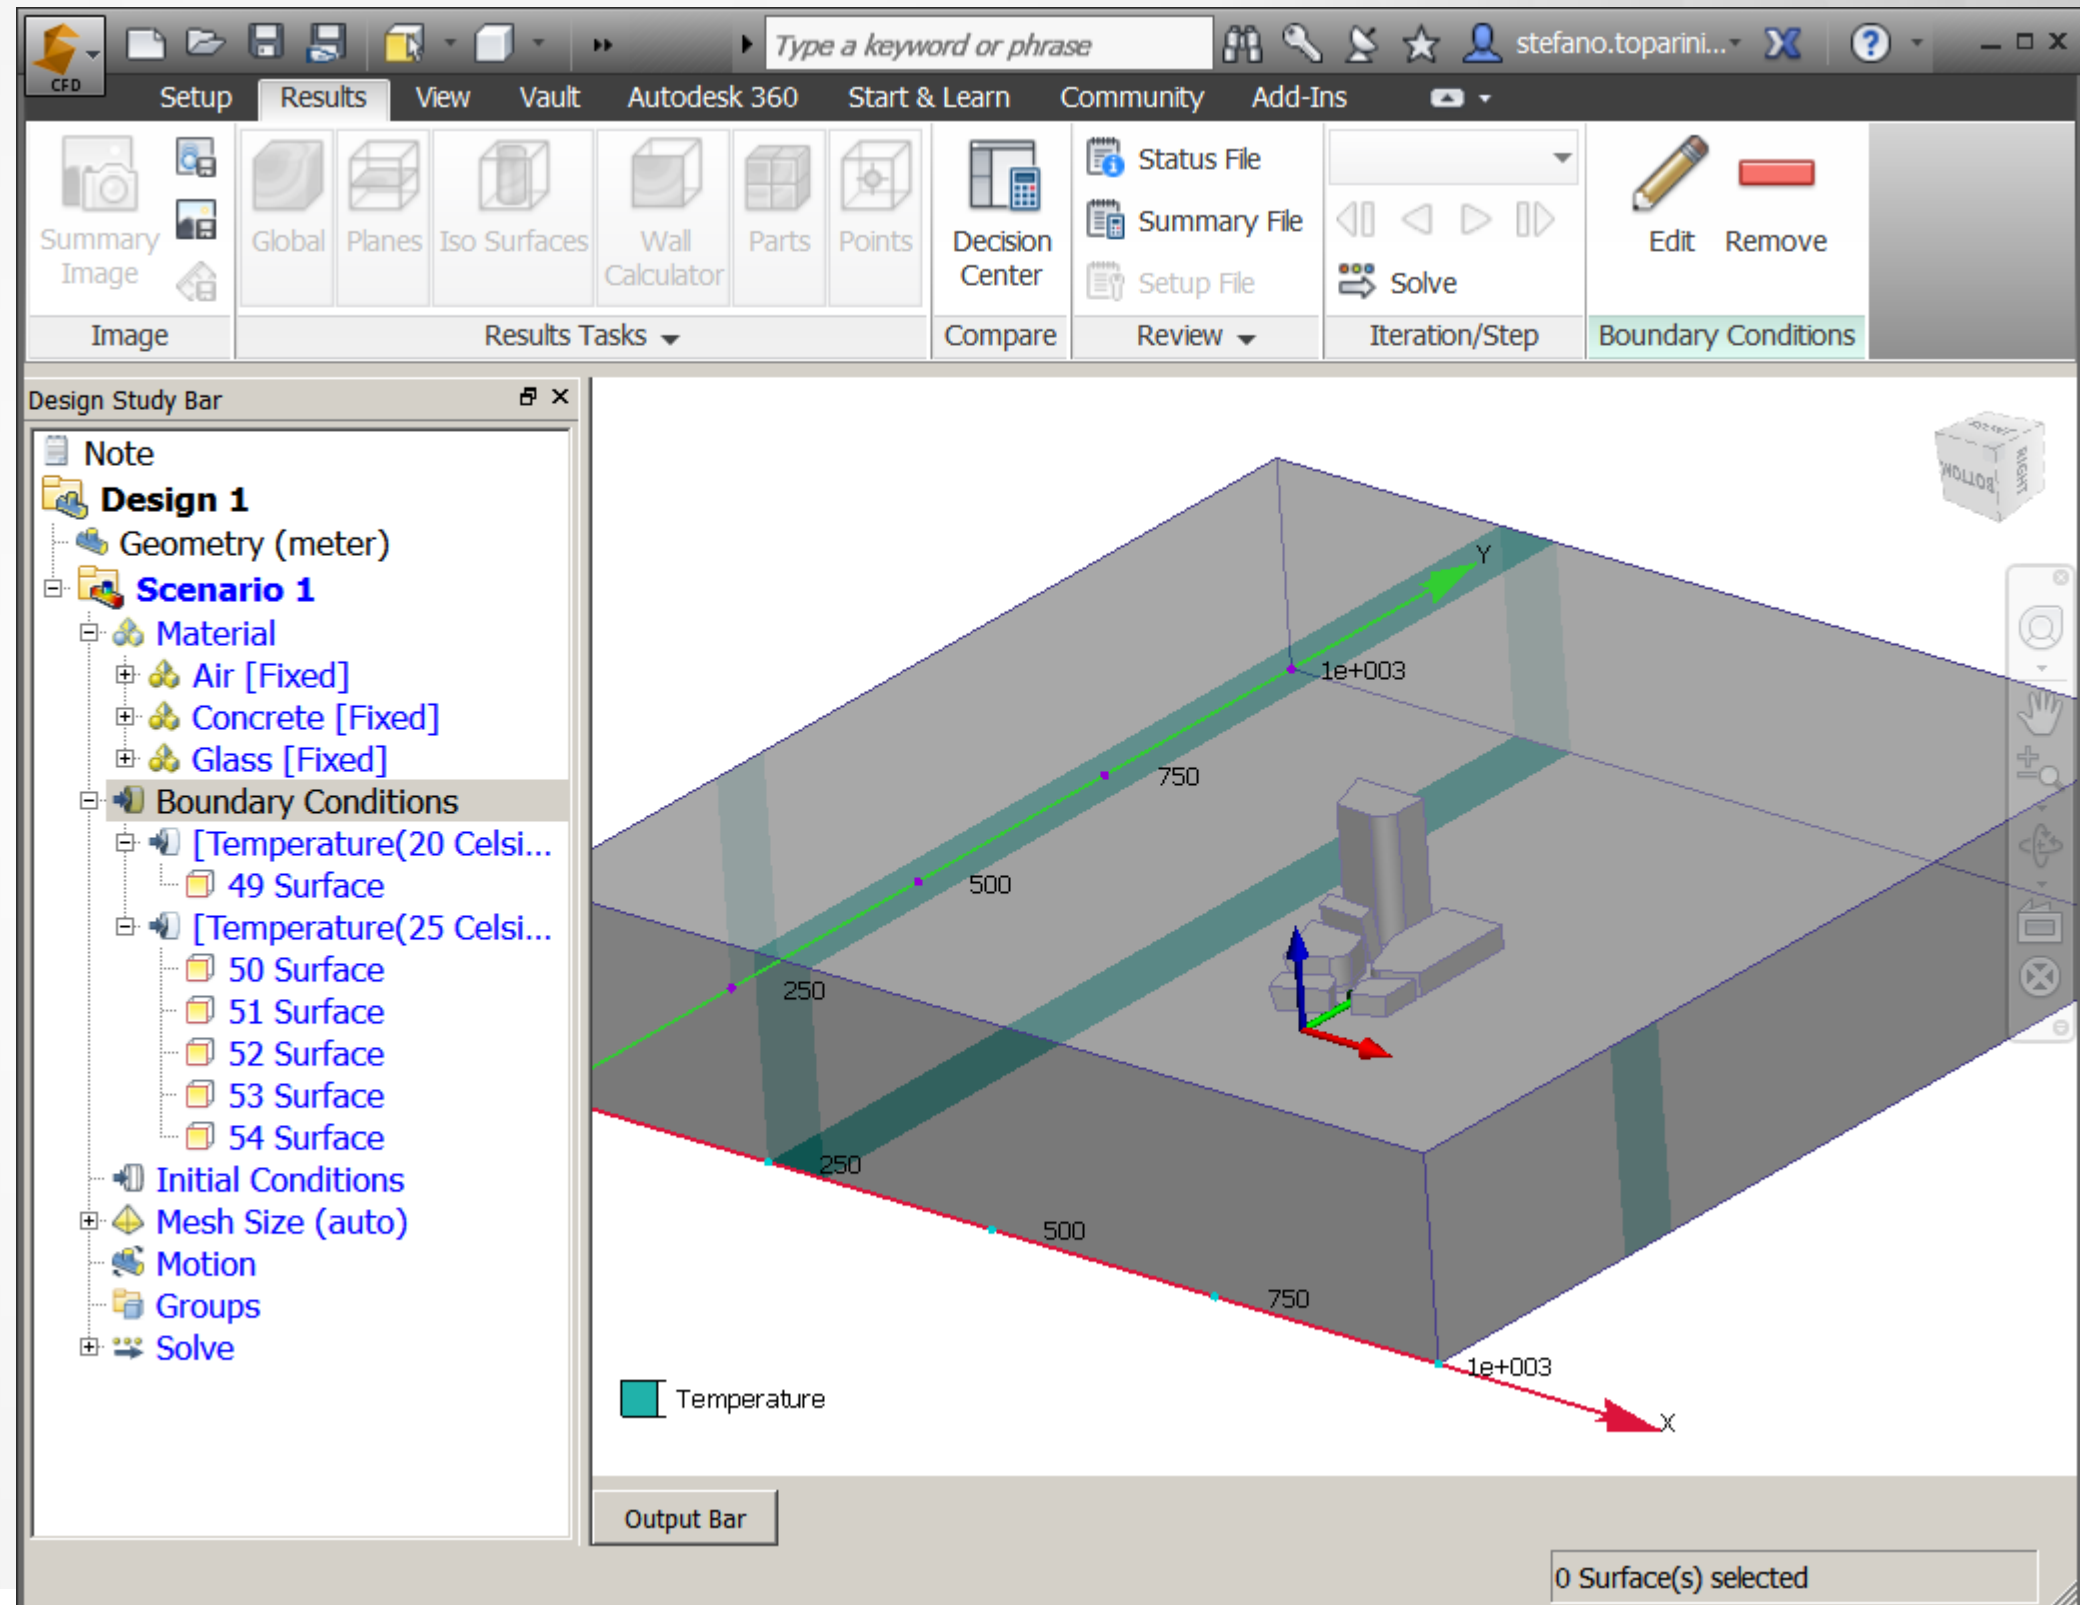 CFD
Type a keyword or phrase
stefano.toparini...
Setup
Results
View
Vault
Autodesk 360
Start & Learn
Community
Add-Ins
Summary
Image
Global
Planes
Iso Surfaces
Wall
Calculator
Parts
Points
Decision
Center
Status File
Summary File
Setup File
Solve
Edit
Remove
Image
Results Tasks
Compare
Review
Iteration/Step
Boundary Conditions
Design Study Bar
Note
Design 1
Geometry (meter)
Scenario 1
Material
Air [Fixed]
Concrete [Fixed]
Glass [Fixed]
Boundary Conditions
[Temperature(20 Celsi...
49 Surface
[Temperature(25 Celsi...
50 Surface
51 Surface
52 Surface
53 Surface
54 Surface
Initial Conditions
Mesh Size (auto)
Motion
Groups
Solve
RIGHT
BOTTOM
Y
1e+003
750
500
250
250
500
750
1e+003
X
Temperature
Output Bar
0 Surface(s) selected